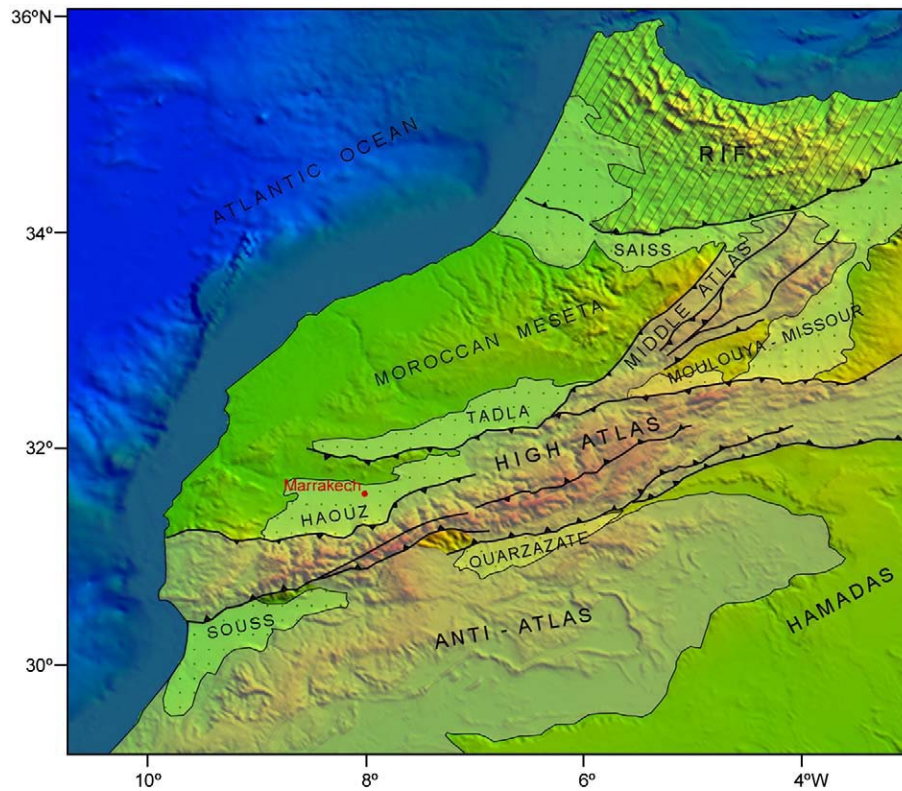 36ºN
ATLANTIC OCEAN
RIF
34º
SAISS
MIDDLE ATLAS
MOROCCAN MESETA
MOULOUYA - MISSOUR
TADLA
32º
HIGH ATLAS
Marrakech
HAOUZ
OUARZAZATE
HAMADAS
SOUSS
ANTI - ATLAS
30º
10º
8º
6º
4ºW